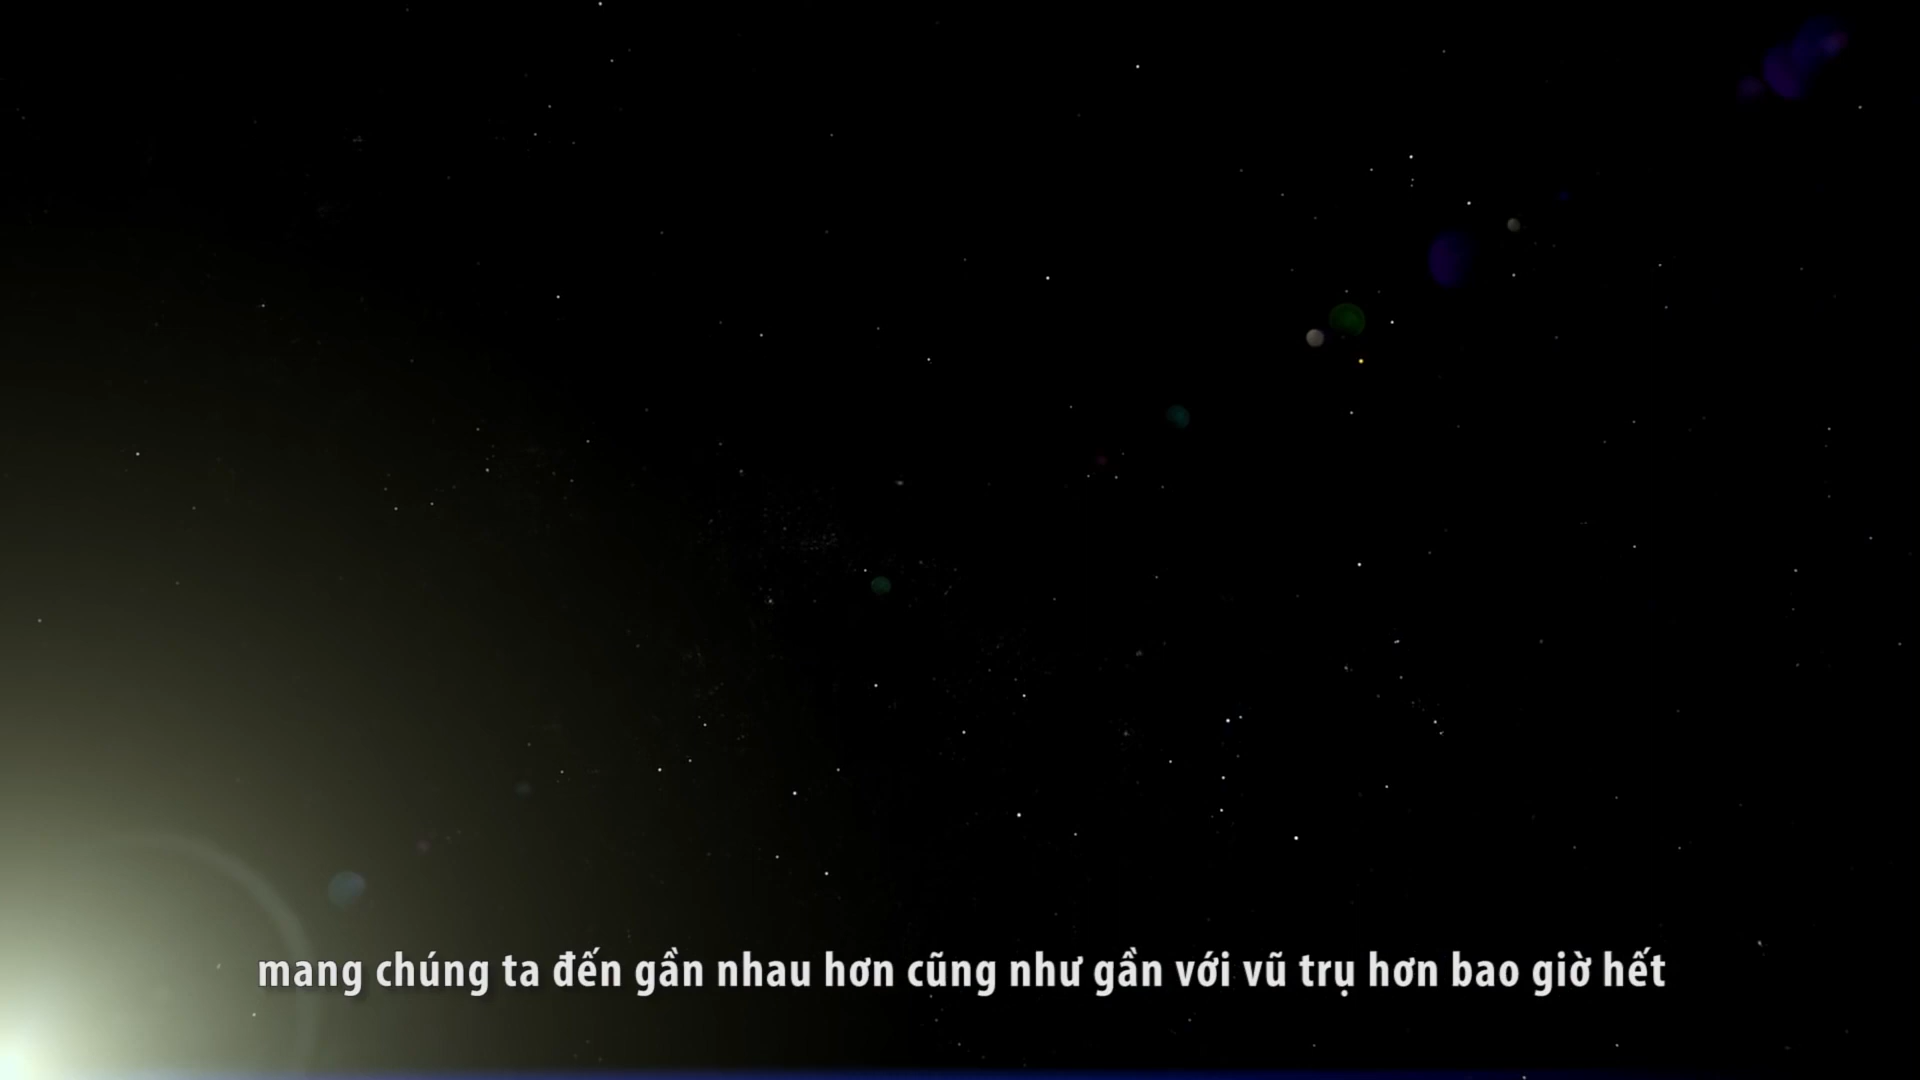 mang chúng ta đến gần nhau hơn cũng như gần với vũ trụ hơn bao giờ hết